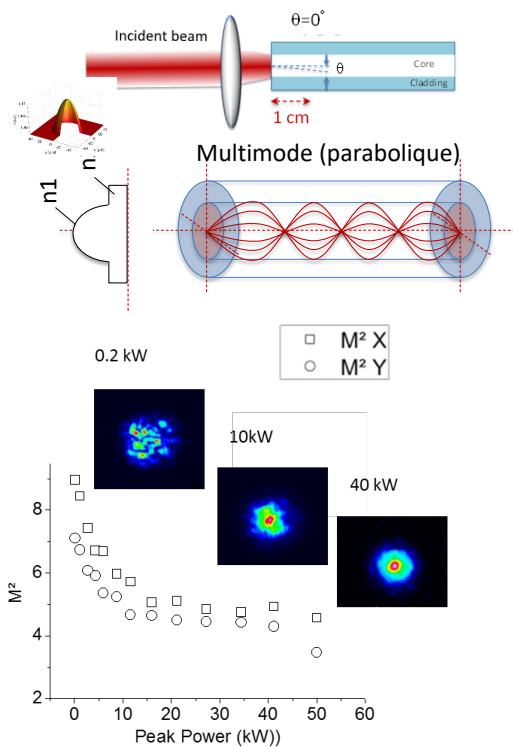 θ=0°
Incident beam
θ
Core
Cladding
1 cm
Multimode (parabolique)
n
n1
0.2 kW
□ M² X
○ M² Y
10kW
40 kW
8
6
4
2
M²
0 10 20 30 40 50 60
Peak Power (kW))